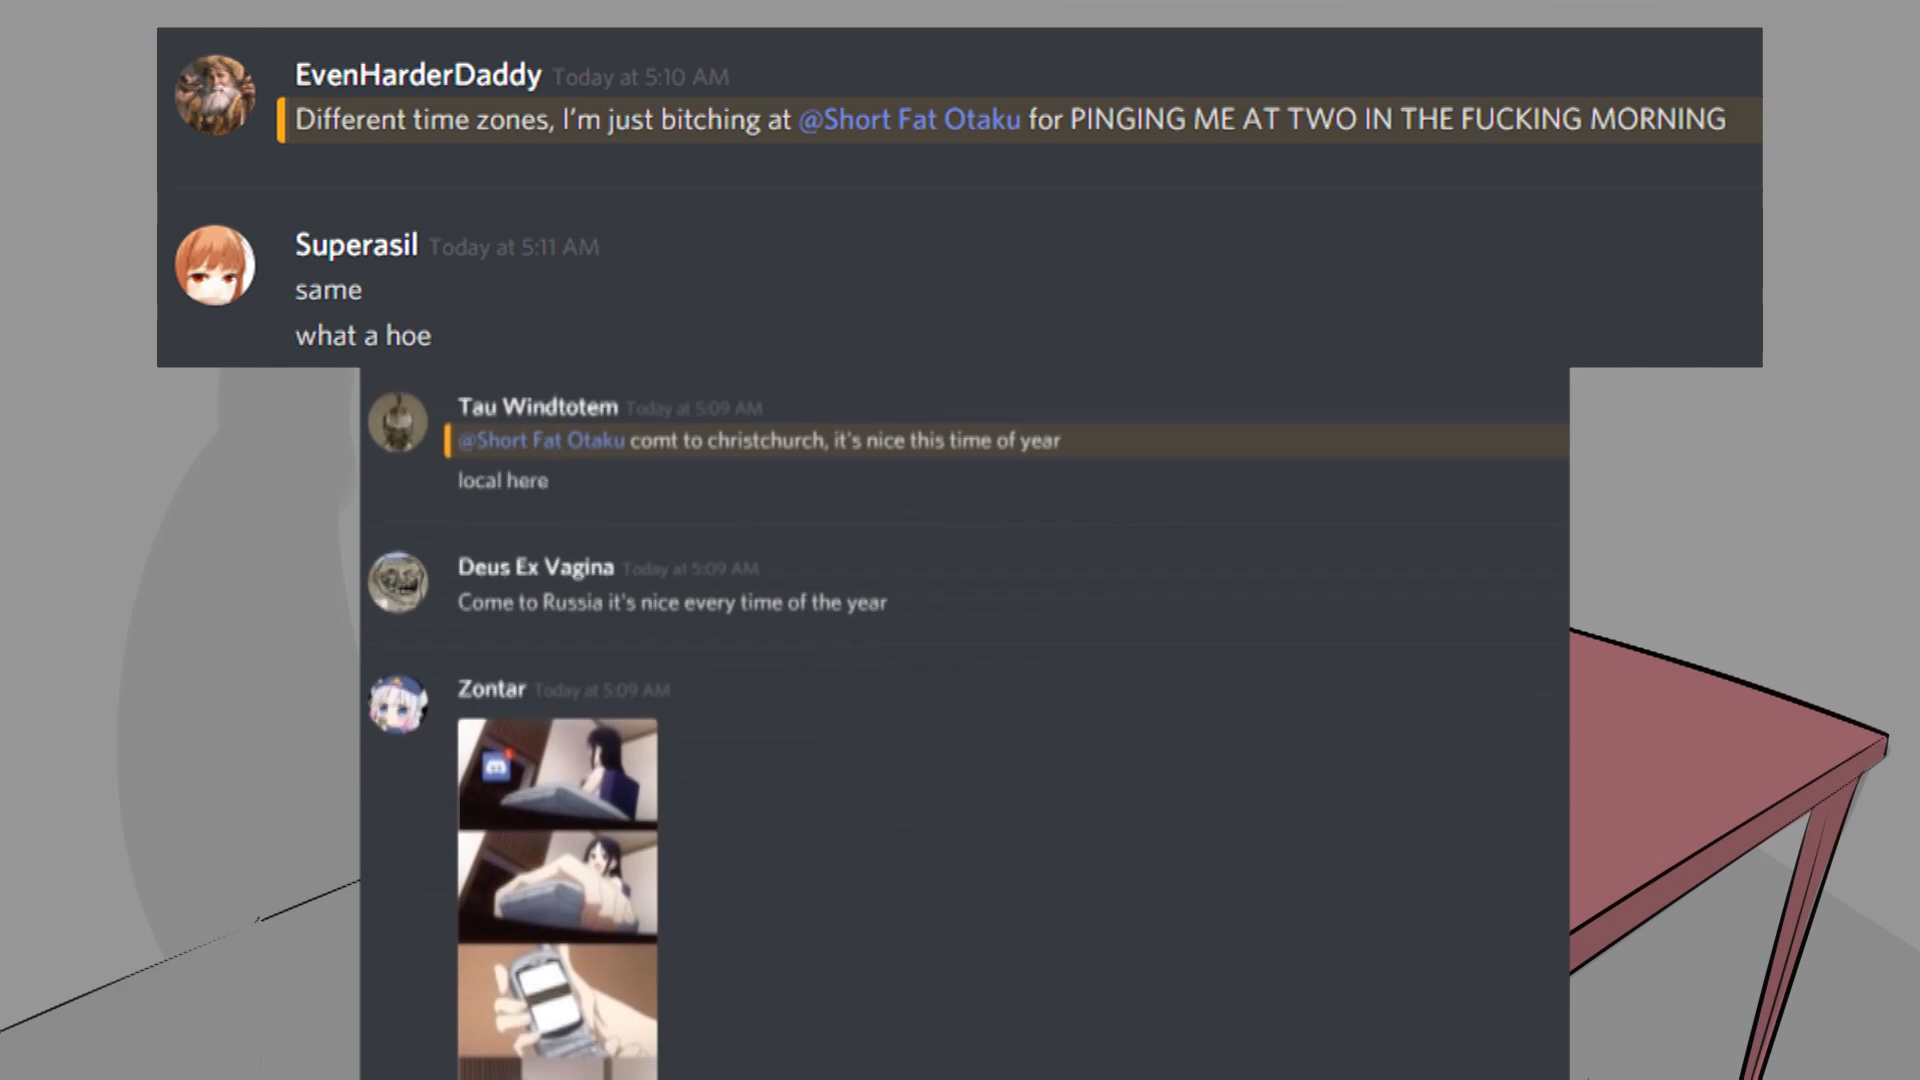 EvenHarderDaddy Today at 5:10 AM
Different time zones, I'm just bitching at @Short Fat Otaku for PINGING ME AT TWO IN THE FUCKING MORNING
Superasil Today at 5:11 AM
same
what a hoe
Tau Windtotem Today at 5:09 AM
@Short Fat Otaku comt to christchurch, it's nice this time of year
local here
Deus Ex Vagina Today at 5:09 AM
Come to Russia it's nice every time of the year
Zontar Today at 5:09 AM